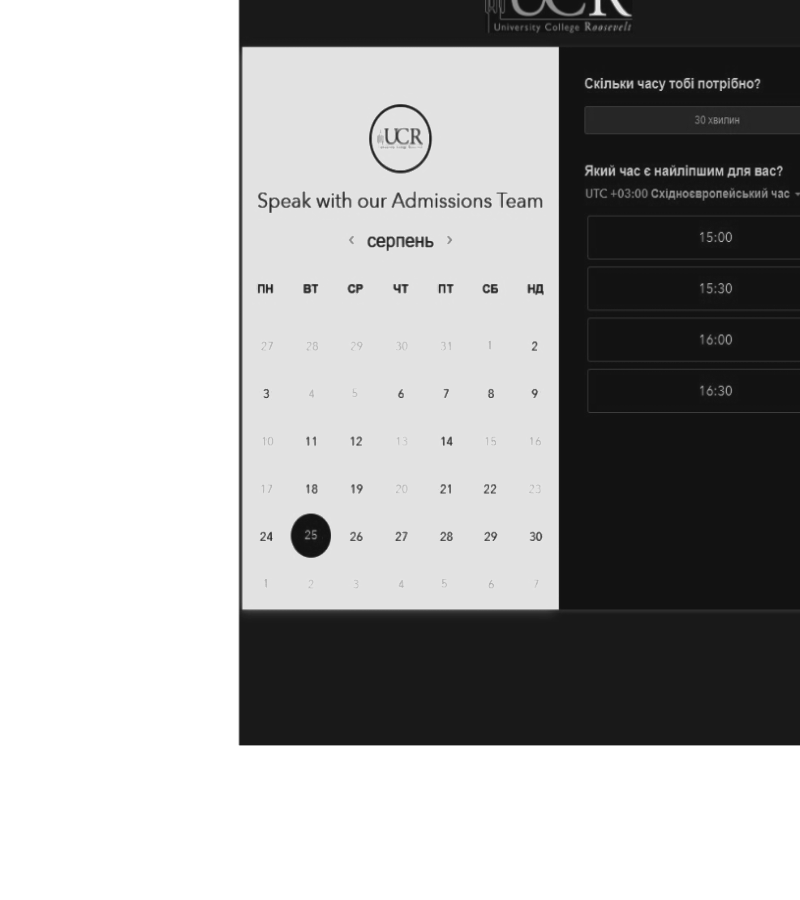 UCR
University College Roosevelt
UCR
Speak with our Admissions Team
‹ серпень ›
ПН ВТ СР ЧТ ПТ СБ НД
27 28 29 30 31 1 2
3 4 5 6 7 8 9
10 11 12 13 14 15 16
17 18 19 20 21 22 23
24 25 26 27 28 29 30
1 2 3 4 5 6 7
Скільки часу тобі потрібно?
30 хвилин
Який час є найліпшим для вас?
UTC +03:00 Східноєвропейський час
15:00
15:30
16:00
16:30